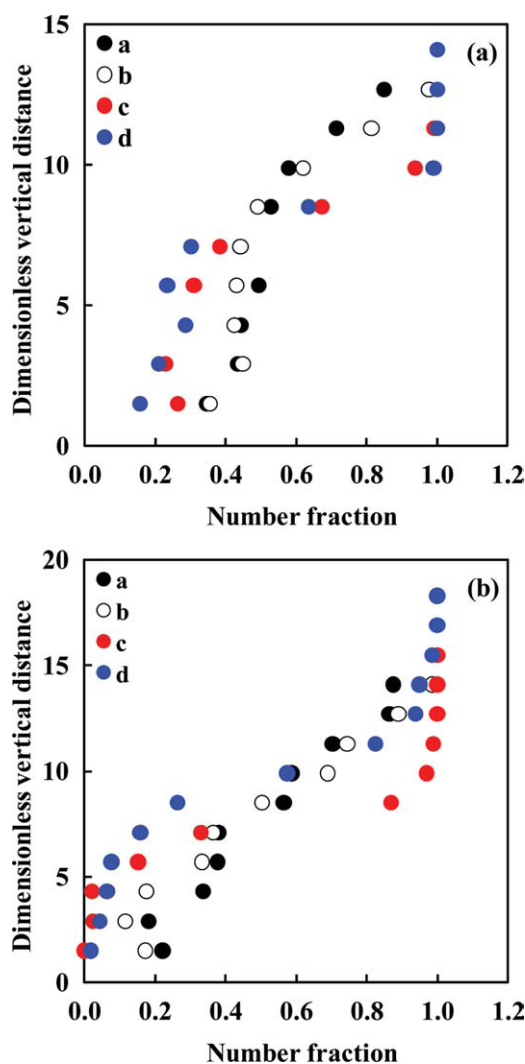 15
(a)
a
b
c
d
10
5
0
0.0 0.2 0.4 0.6 0.8 1.0 1.2
Dimensionless vertical distance
Number fraction
20
(b)
a
b
c
d
15
10
5
0
0.0 0.2 0.4 0.6 0.8 1.0 1.2
Dimensionless vertical distance
Number fraction